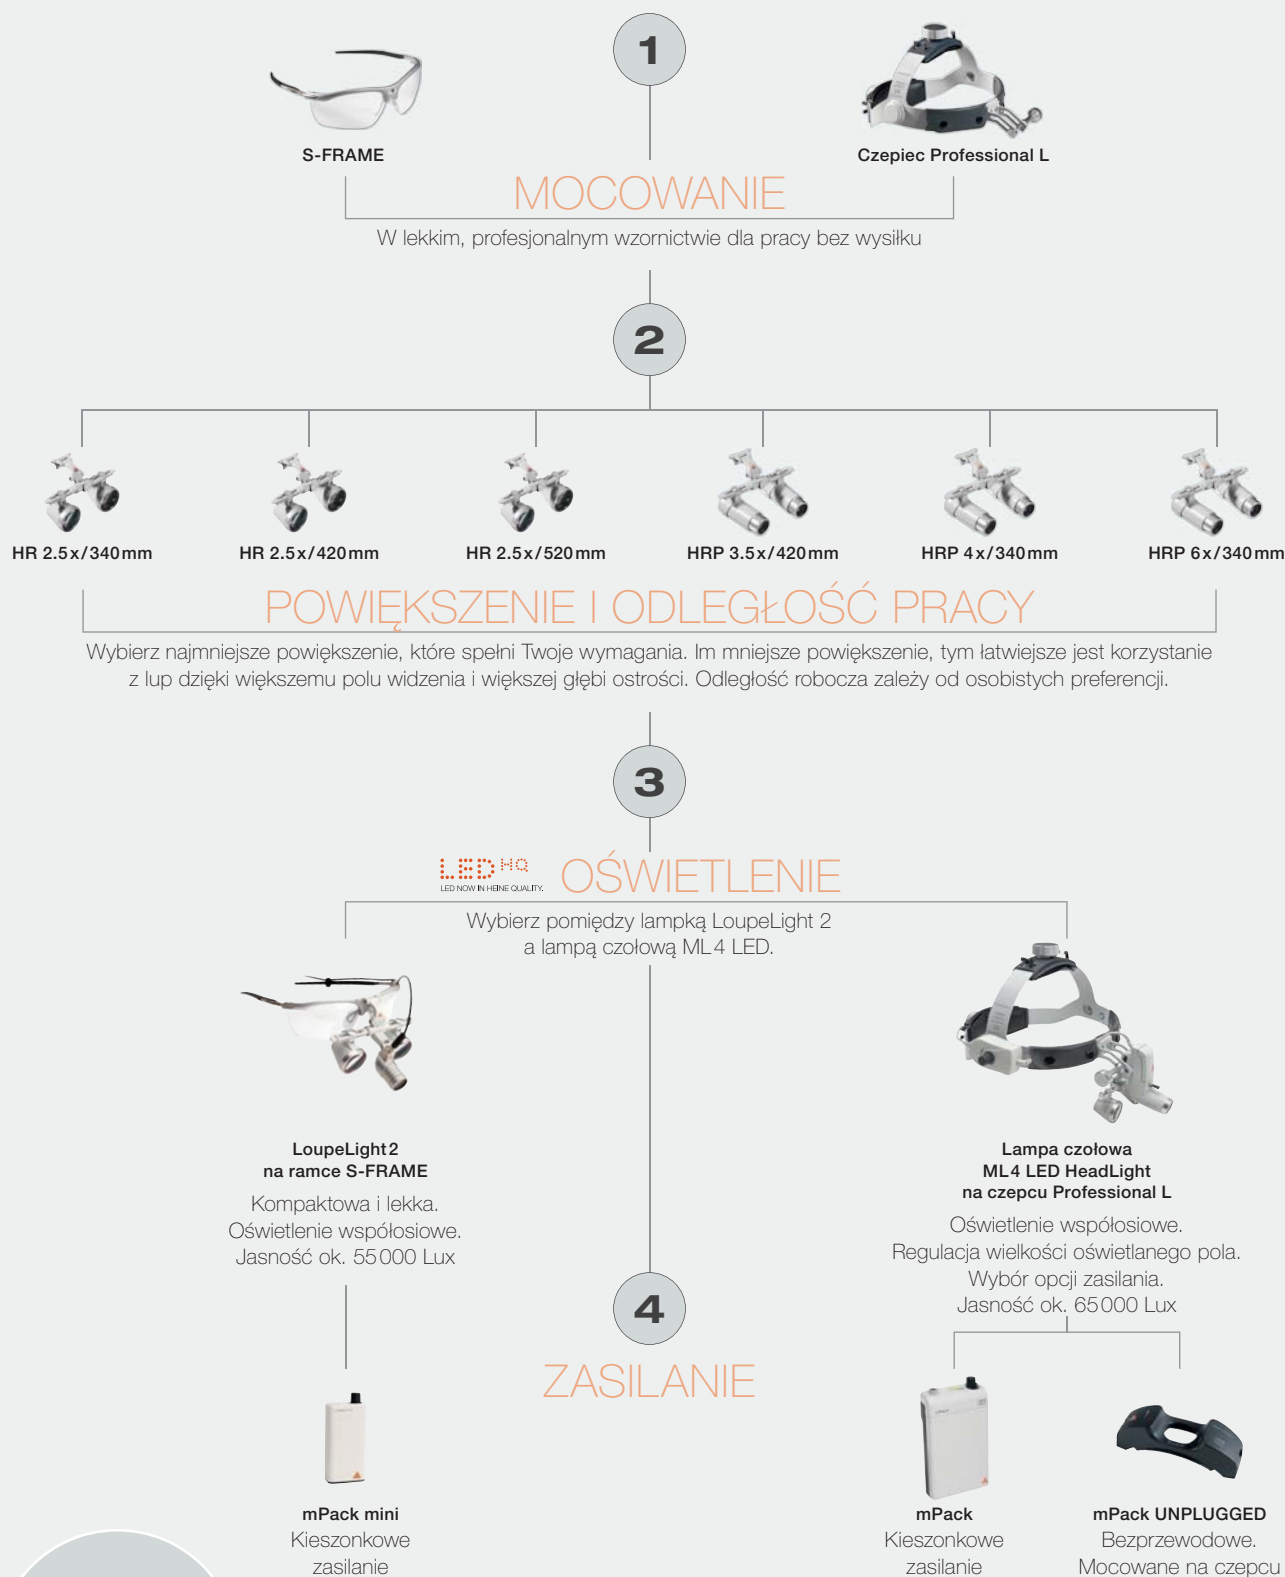 1
S-FRAME
Czepiec Professional L
MOCOWANIE
W lekkim, profesjonalnym wzornictwie dla pracy bez wysiłku
2
HR 2.5x/340mm
HR 2.5x/420mm
HR 2.5x/520mm
HRP 3.5x/420mm
HRP 4x/340mm
HRP 6x/340mm
POWIĘKSZENIE I ODLEGŁOŚĆ PRACY
Wybierz najmniejsze powiększenie, które spełni Twoje wymagania. Im mniejsze powiększenie, tym łatwiejsze jest korzystanie
z lup dzięki większemu polu widzenia i większej głębi ostrości. Odległość robocza zależy od osobistych preferencji.
3
LED HQ
LED NOW IN HEINE QUALITY.
OŚWIETLENIE
Wybierz pomiędzy lampką LoupeLight 2
a lampą czołową ML4 LED.
LoupeLight2
na ramce S-FRAME
Kompaktowa i lekka.
Oświetlenie współosiowe.
Jasność ok. 55000 Lux
Lampa czołowa
ML4 LED HeadLight
na czepcu Professional L
Oświetlenie współosiowe.
Regulacja wielkości oświetlanego pola.
Wybór opcji zasilania.
Jasność ok. 65000 Lux
4
ZASILANIE
mPack mini
Kieszonkowe
zasilanie
mPack
Kieszonkowe
zasilanie
mPack UNPLUGGED
Bezprzewodowe.
Mocowane na czepcu